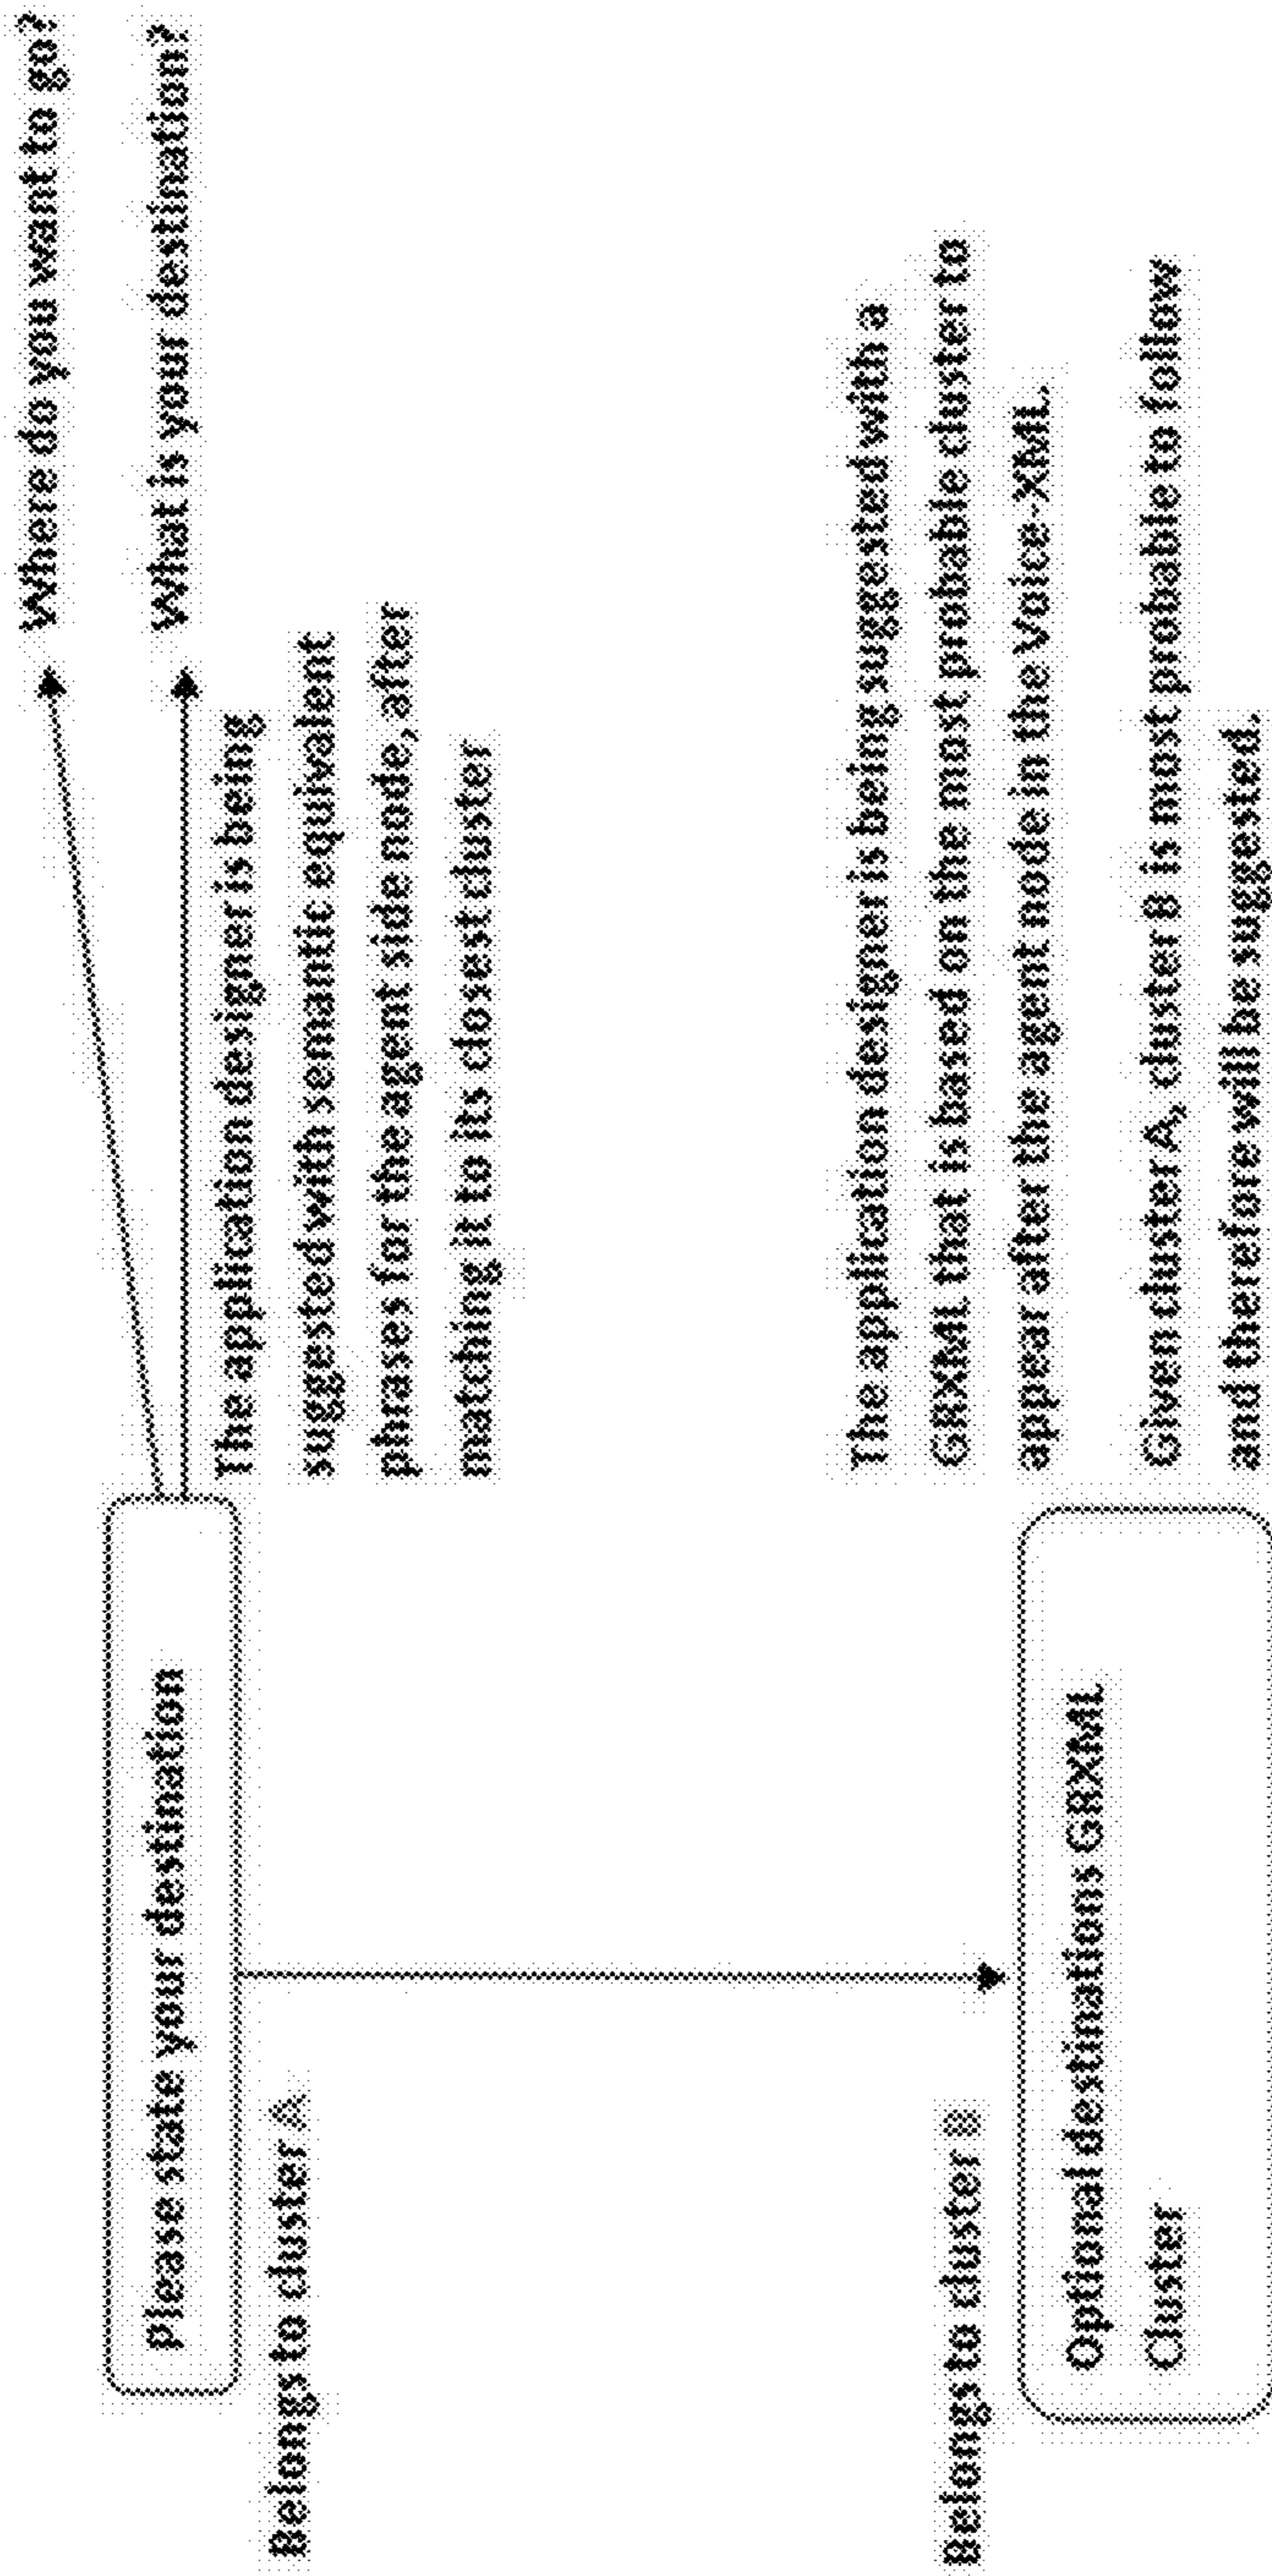 Where do you want to go?
What is your destination?
Please state your destination
Belongs to cluster A
The application designer is being
suggested with semantic equivalent
phrases for the agent side node, after
matching it to its closest cluster
Belongs to cluster B
Optional destinations GRXML
Cluster
The application designer is being suggested with a
GRXML that is based on the most probable cluster to
appear after the agent node in the voice-XML.
Given cluster A, cluster B is most probable to follow
and therefore will be suggested.